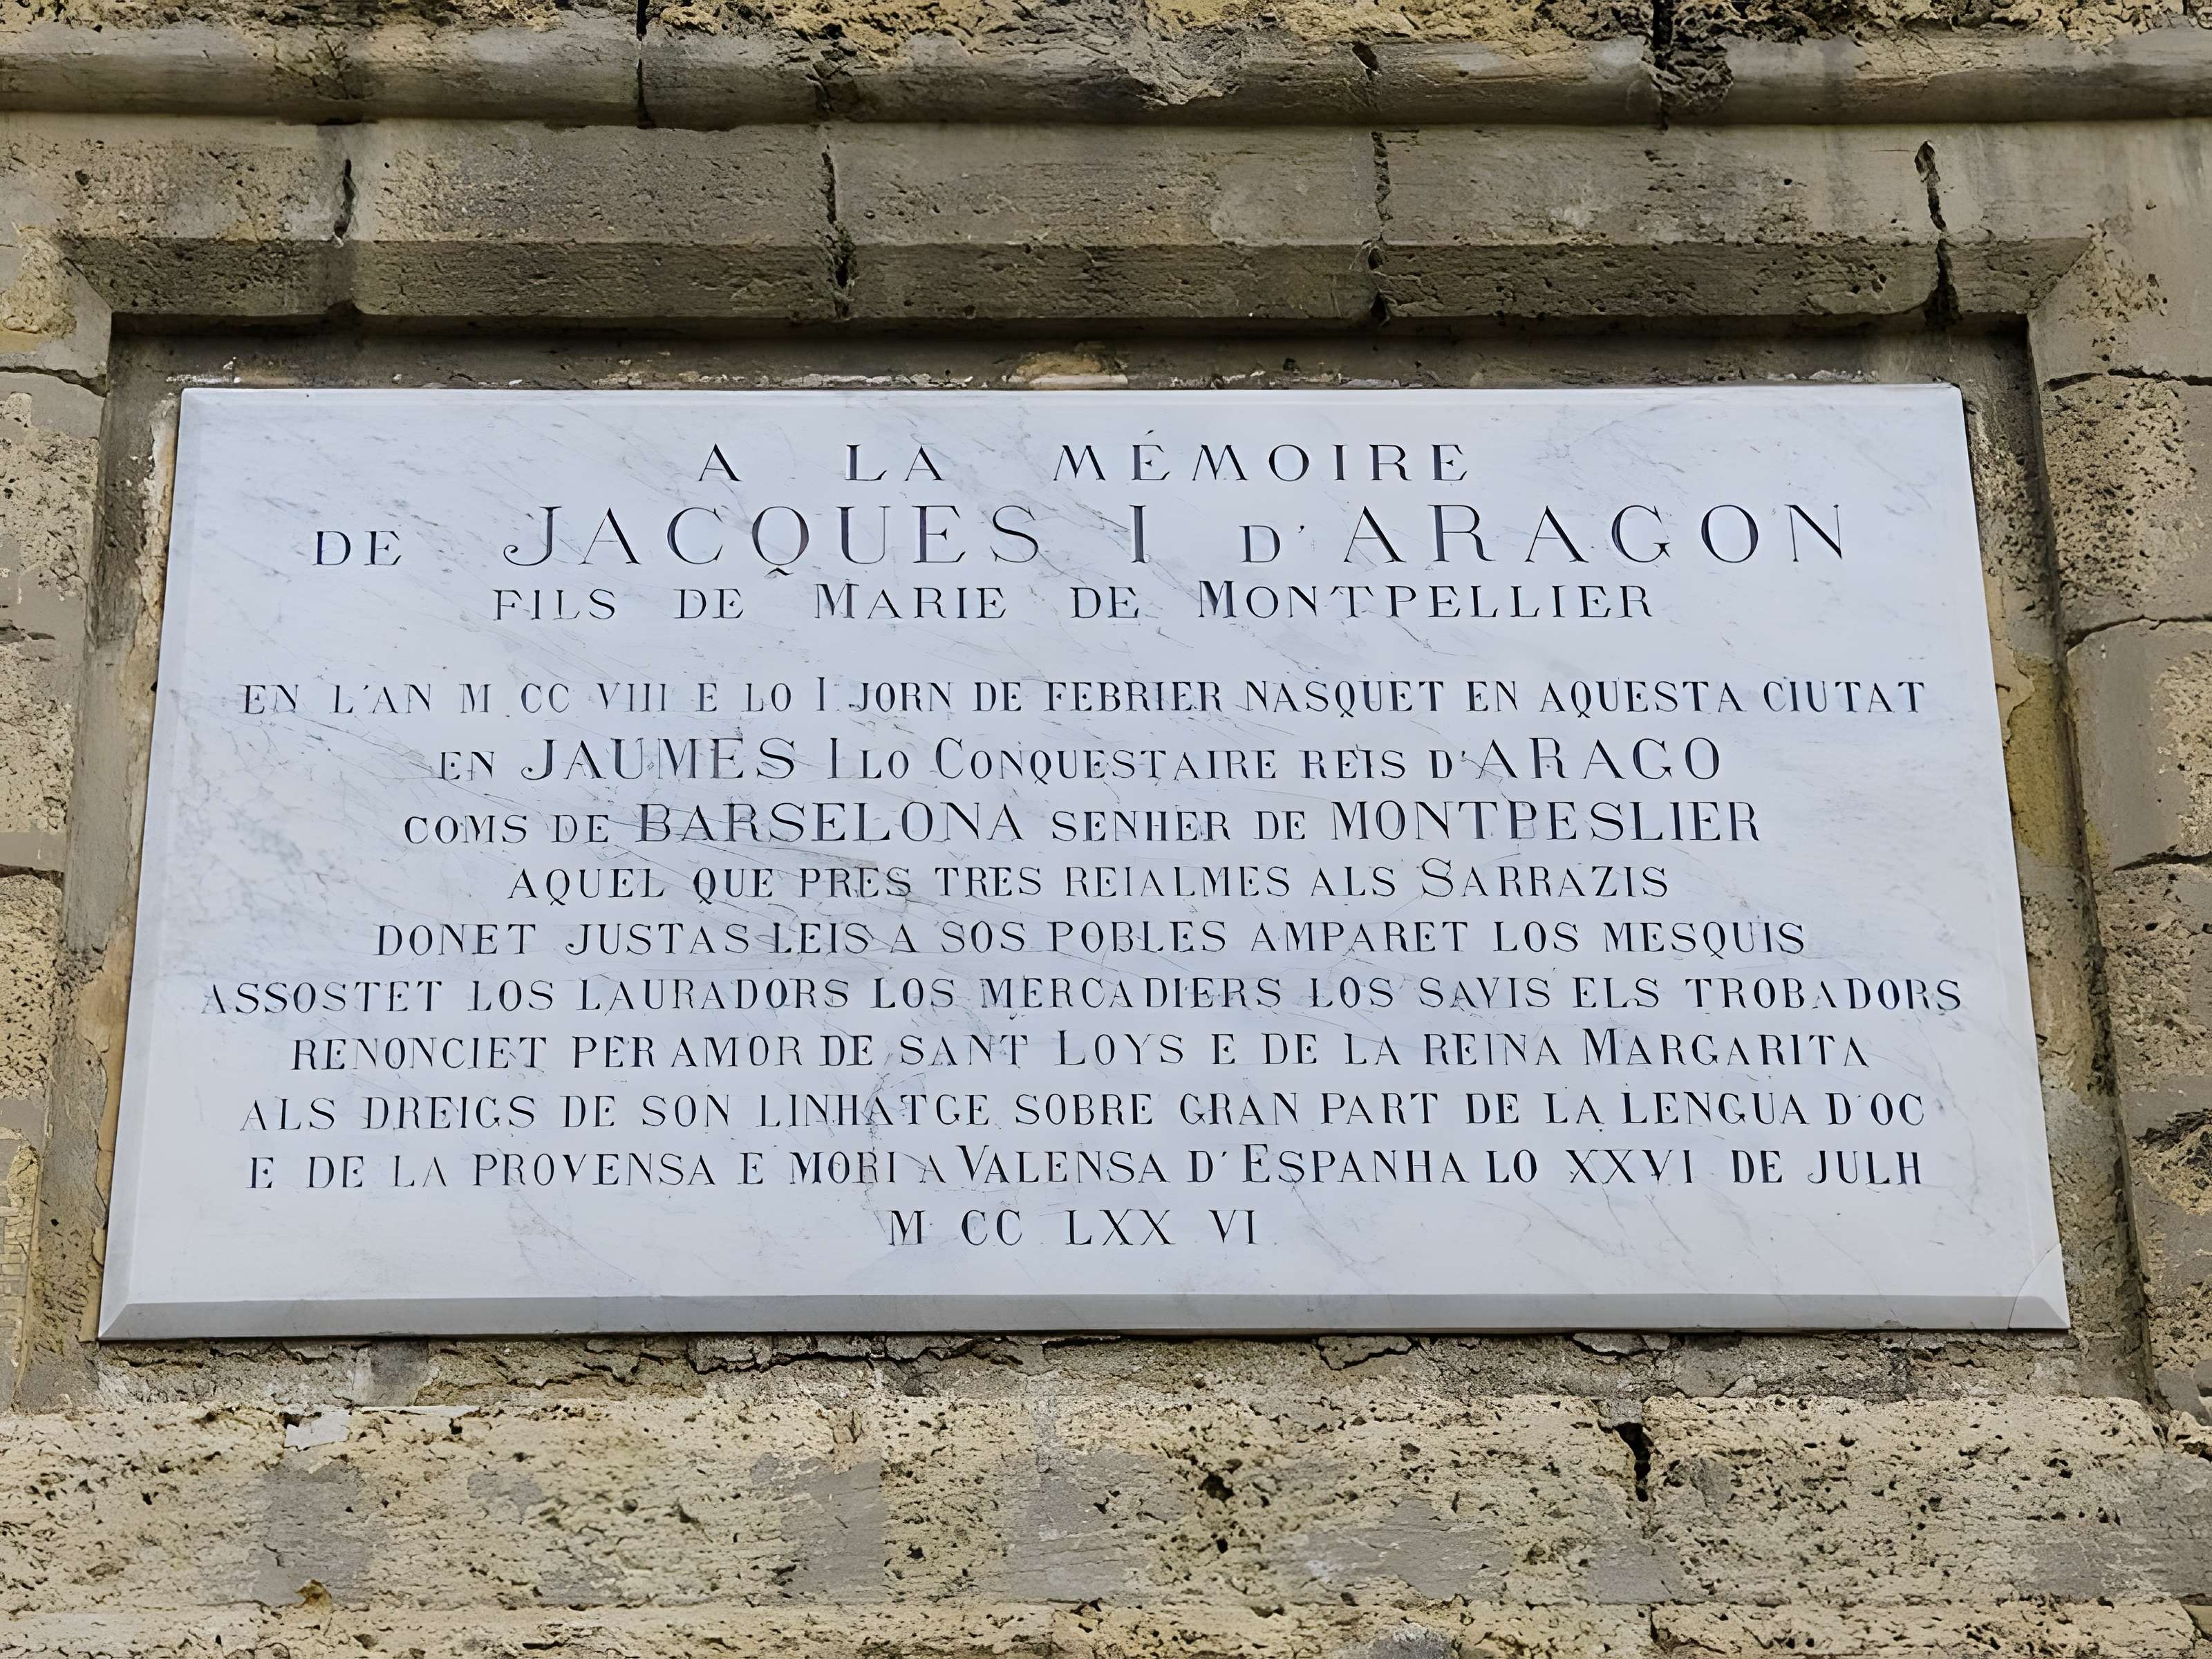 A LA MÉMOIRE
DE JACQUES I D'ARAGON
FILS DE MARIE DE MONTPELLIER
EN L'AN M CC VIII E LO I JORN DE FEBRIER NASQUET EN AQUESTA CIUTAT
EN JAUMES I LO CONQUESTAIRE REIS D'ARAGO
COMS DE BARSELONA SENHER DE MONTPESLIER
AQUEL QUE PRES TRES REIALMES ALS SARRAZIS
DONET JUSTAS LEIS A SOS POBLES AMPARET LOS MESQUIS
ASSOSTET LOS LAURADORS LOS MERCADIERS LOS SAVIS ELS TROBADORS
RENONCIET PER AMOR DE SANT LOYS E DE LA REINA MARGARITA
ALS DREIGS DE SON LINHATGE SOBRE GRAN PART DE LA LENGUA D'OC
E DE LA PROVENSA E MORI A VALENSA D'ESPANHA LO XXVI DE JULH
M CC LXX VI